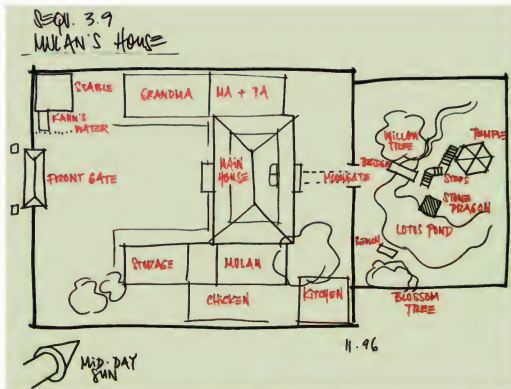 SEQU. 3.9
MULAN'S HOUSE
STABLE
GRANDMA
MA + PA
KAHN'S
WATER
WILLOW
TREE
TEMPLE
BRIDGE
FRONT GATE
MAIN
HOUSE
MOONGATE
STEPS
STONE
DRAGON
LOTUS POND
BENCH
STORAGE
MULAN
CHICKEN
KITCHEN
BLOSSOM
TREE
11.96
MID-DAY
SUN